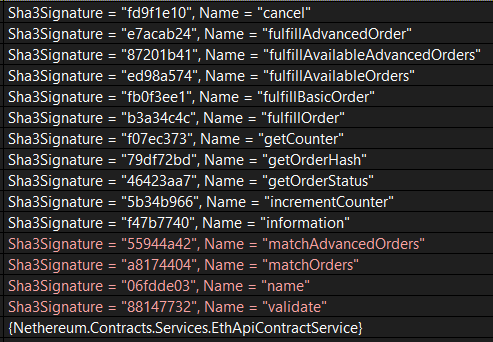 Sha3Signature = "fd9f1e10", Name = "cancel"
Sha3Signature = "e7acab24", Name = "fulfillAdvancedOrder"
Sha3Signature = "87201b41", Name = "fulfillAvailableAdvancedOrders"
Sha3Signature = "ed98a574", Name = "fulfillAvailableOrders"
Sha3Signature = "fb0f3ee1", Name = "fulfillBasicOrder"
Sha3Signature = "b3a34c4c", Name = "fulfillOrder"
Sha3Signature = "f07ec373", Name = "getCounter"
Sha3Signature = "79df72bd", Name = "getOrderHash"
Sha3Signature = "46423aa7", Name = "getOrderStatus"
Sha3Signature = "5b34b966", Name = "incrementCounter"
Sha3Signature = "f47b7740", Name = "information"
Sha3Signature = "55944a42", Name = "matchAdvancedOrders"
Sha3Signature = "a8174404", Name = "matchOrders"
Sha3Signature = "06fdde03", Name = "name"
Sha3Signature = "88147732", Name = "validate"
{Nethereum.Contracts.Services.EthApiContractService}